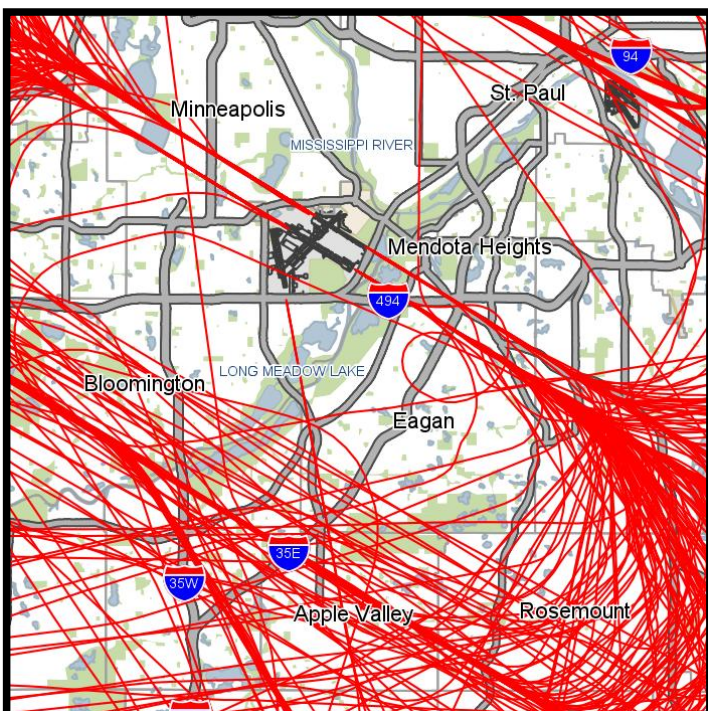 94
St. Paul
Minneapolis
MISSISSIPPI RIVER
Mendota Heights
494
LONG MEADOW LAKE
Bloomington
Eagan
35E
35W
Apple Valley
Rosemount